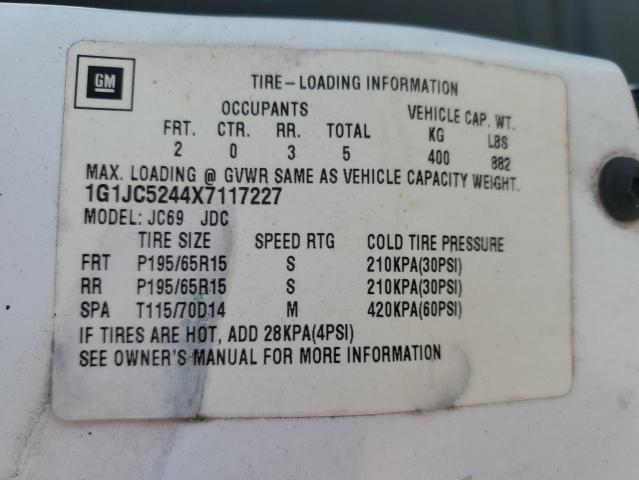 GM
TIRE-LOADING INFORMATION
OCCUPANTS VEHICLE CAP. WT.
FRT. CTR. RR. TOTAL KG LBS
2 0 3 5 400 882
MAX. LOADING @ GVWR SAME AS VEHICLE CAPACITY WEIGHT.
1G1JC5244X7117227
MODEL: JC69 JDC
TIRE SIZE SPEED RTG COLD TIRE PRESSURE
FRT P195/65R15 S 210KPA(30PSI)
RR P195/65R15 S 210KPA(30PSI)
SPA T115/70D14 M 420KPA(60PSI)
IF TIRES ARE HOT, ADD 28KPA(4PSI)
SEE OWNER'S MANUAL FOR MORE INFORMATION